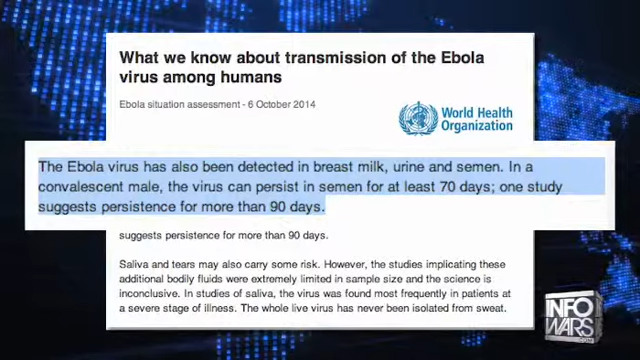 What we know about transmission of the Ebola
virus among humans
Ebola situation assessment - 6 October 2014
World Health
Organization
The Ebola virus has also been detected in breast milk, urine and semen. In a
convalescent male, the virus can persist in semen for at least 70 days; one study
suggests persistence for more than 90 days.
suggests persistence for more than 90 days.
Saliva and tears may also carry some risk. However, the studies implicating these
additional bodily fluids were extremely limited in sample size and the science is
inconclusive. In studies of saliva, the virus was found most frequently in patients at
a severe stage of illness. The whole live virus has never been isolated from sweat.
INFO
WARS
.COM